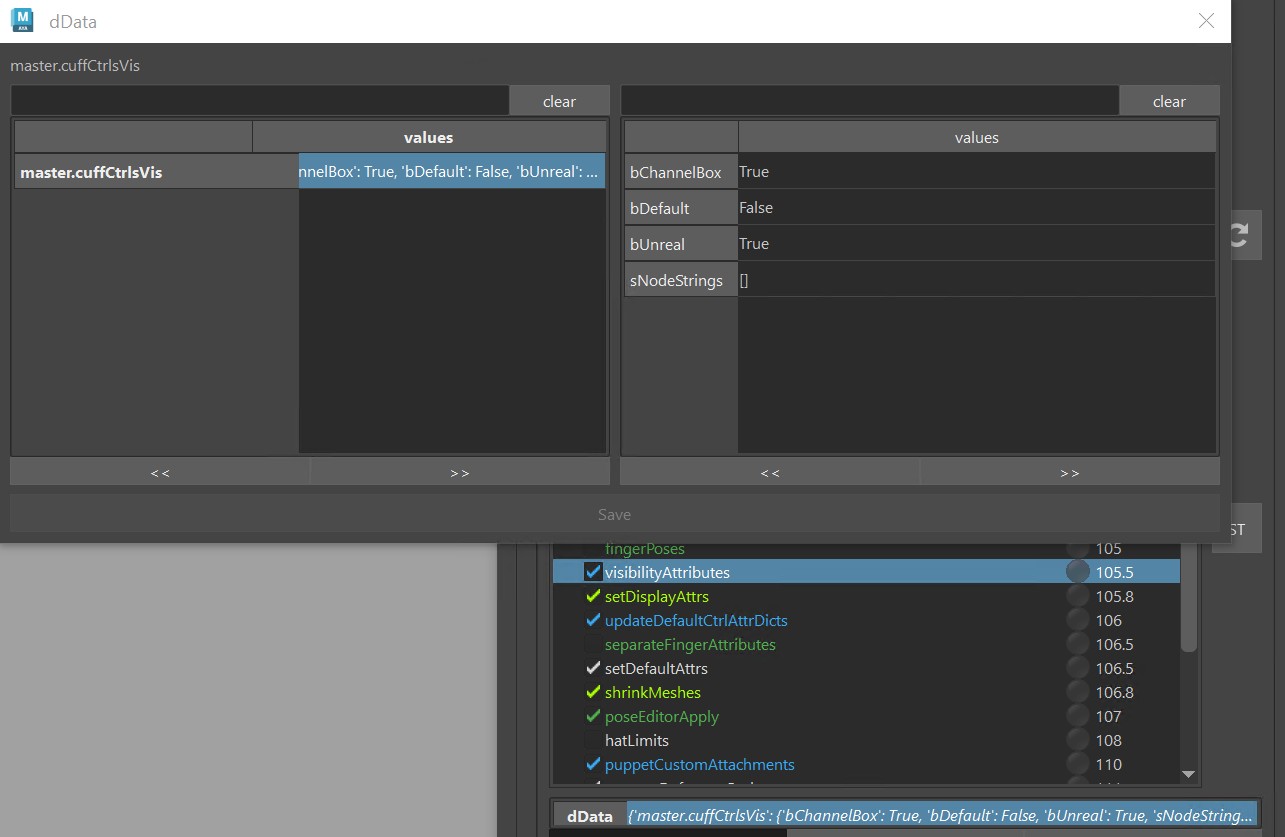 M
dData
master.cuffCtrlsVis
clear
clear
values
values
master.cuffCtrlsVis
nnelBox': True, 'bDefault': False, 'bUnreal': ...
bChannelBox
True
bDefault
False
bUnreal
True
sNodeStrings
[]
<<
>>
<<
>>
Save
ST
fingerPoses
105
visibilityAttributes
105.5
setDisplayAttrs
105.8
updateDefaultCtrlAttrDicts
106
separateFingerAttributes
106.5
setDefaultAttrs
106.5
shrinkMeshes
106.8
poseEditorApply
107
hatLimits
108
puppetCustomAttachments
110
dData
{'master.cuffCtrlsVis': {'bChannelBox': True, 'bDefault': False, 'bUnreal': True, 'sNodeString...